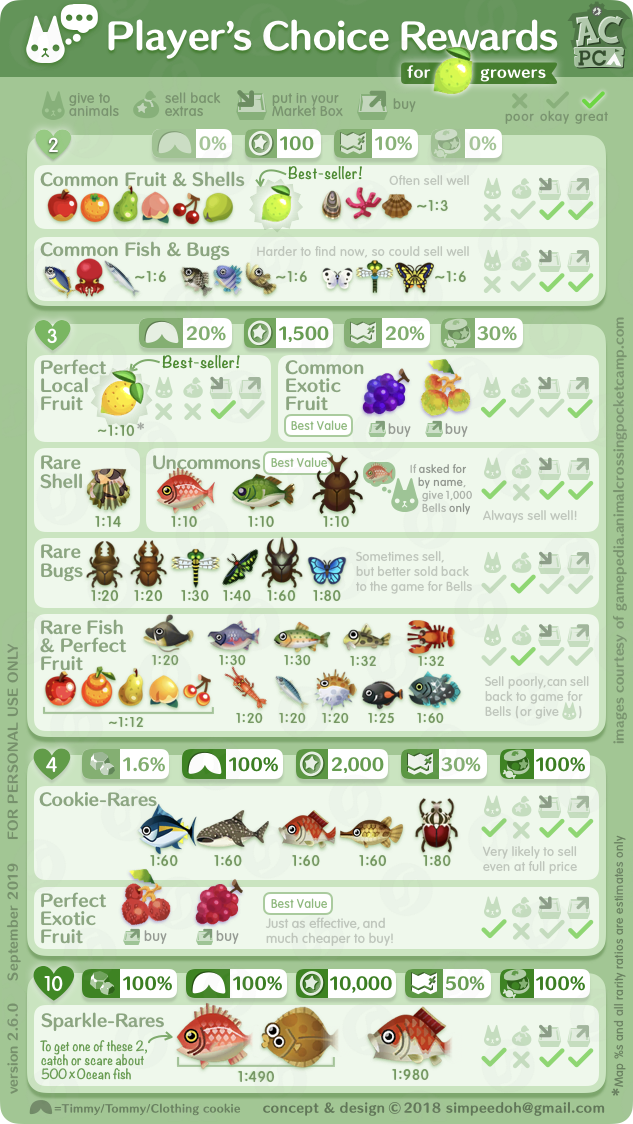 Player's Choice Rewards
AC
PC
for growers
give to
animals
sell back
extras
put in your
Market Box
buy
poor okay great
2
0%
100
10%
0%
Common Fruit & Shells
Best-seller!
Often sell well
~1:3
Common Fish & Bugs
Harder to find now, so could sell well
~1:6
~1:6
~1:6
3
20%
1,500
20%
30%
Perfect
Local
Fruit
Best-seller!
~1:10*
Common
Exotic
Fruit
Best Value
buy
buy
Rare
Shell
1:14
Uncommons
Best Value
1:10
1:10
1:10
If asked for
by name,
give 1,000
Bells only
Always sell well!
Rare
Bugs
1:20
1:20
1:30
1:40
1:60
1:80
Sometimes sell,
but better sold back
to the game for Bells
Rare Fish
& Perfect
Fruit
1:20
1:30
1:30
1:32
1:32
~1:12
1:20
1:20
1:20
1:25
1:60
Sell poorly,can sell
back to game for
Bells (or give )
4
1.6%
100%
2,000
30%
100%
Cookie-Rares
1:60
1:60
1:60
1:60
1:80
Very likely to sell
even at full price
Perfect
Exotic
Fruit
buy
buy
Best Value
Just as effective, and
much cheaper to buy!
10
100%
100%
10,000
50%
100%
Sparkle-Rares
To get one of these 2,
catch or scare about
500 x Ocean fish
1:490
1:980
=Timmy/Tommy/Clothing cookie
concept & design © 2018 simpeedoh@gmail.com
version 2.6.0 September 2019 FOR PERSONAL USE ONLY
images courtesy of gamepedia.animalcrossingpocketcamp.com.
*Map %s and all rarity ratios are estimates only